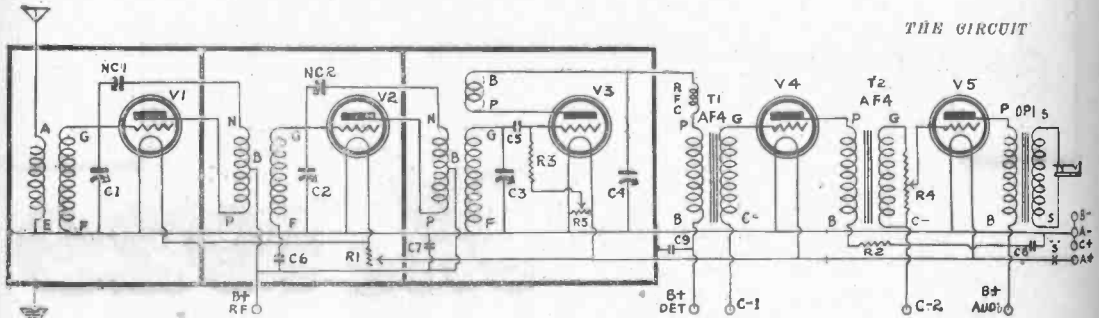 THE CIRCUIT
NC1
V1
A
G
C1
E
F
N
B
P
NC2
V2
G
C2
F
C6
R1
N
B
P
C7
B+
RF
B
P
V3
G
C5
R3
C3
R5
F
C4
R
F
C
T1
AF4
P
G
B
C-
C9
B+
DET
C-1
V4
T2
AF4
P
G
B
C-
R4
R2
C-2
V5
P
OP1
S
B
S
C8
B+
AUDO
B-
A-
C+
A+
"S"
X